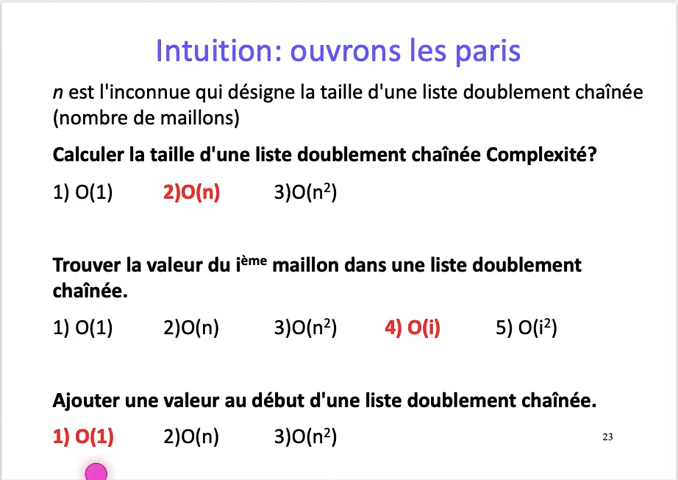 Intuition: ouvrons les paris
n est l'inconnue qui désigne la taille d'une liste doublement chaînée
(nombre de maillons)
Calculer la taille d'une liste doublement chaînée Complexité?
1) O(1) 2)O(n) 3)O(n²)
Trouver la valeur du ième maillon dans une liste doublement
chaînée.
1) O(1) 2)O(n) 3)O(n²) 4) O(i) 5) O(i²)
Ajouter une valeur au début d'une liste doublement chaînée.
1) O(1) 2)O(n) 3)O(n²)
23